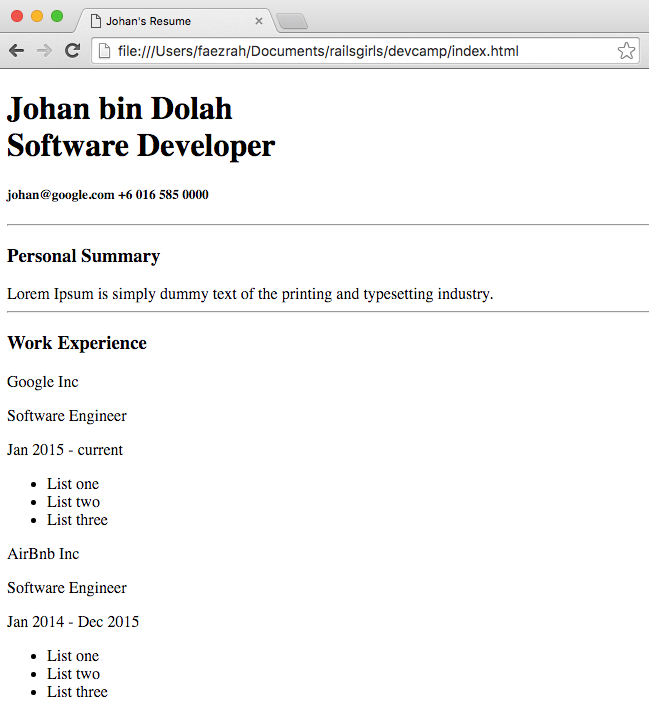 Johan's Resume
file:///Users/faezrah/Documents/railsgirls/devcamp/index.html
Johan bin Dolah
Software Developer
johan@google.com +6 016 585 0000
Personal Summary
Lorem Ipsum is simply dummy text of the printing and typesetting industry.
Work Experience
Google Inc
Software Engineer
Jan 2015 - current
• List one
• List two
• List three
AirBnb Inc
Software Engineer
Jan 2014 - Dec 2015
• List one
• List two
• List three